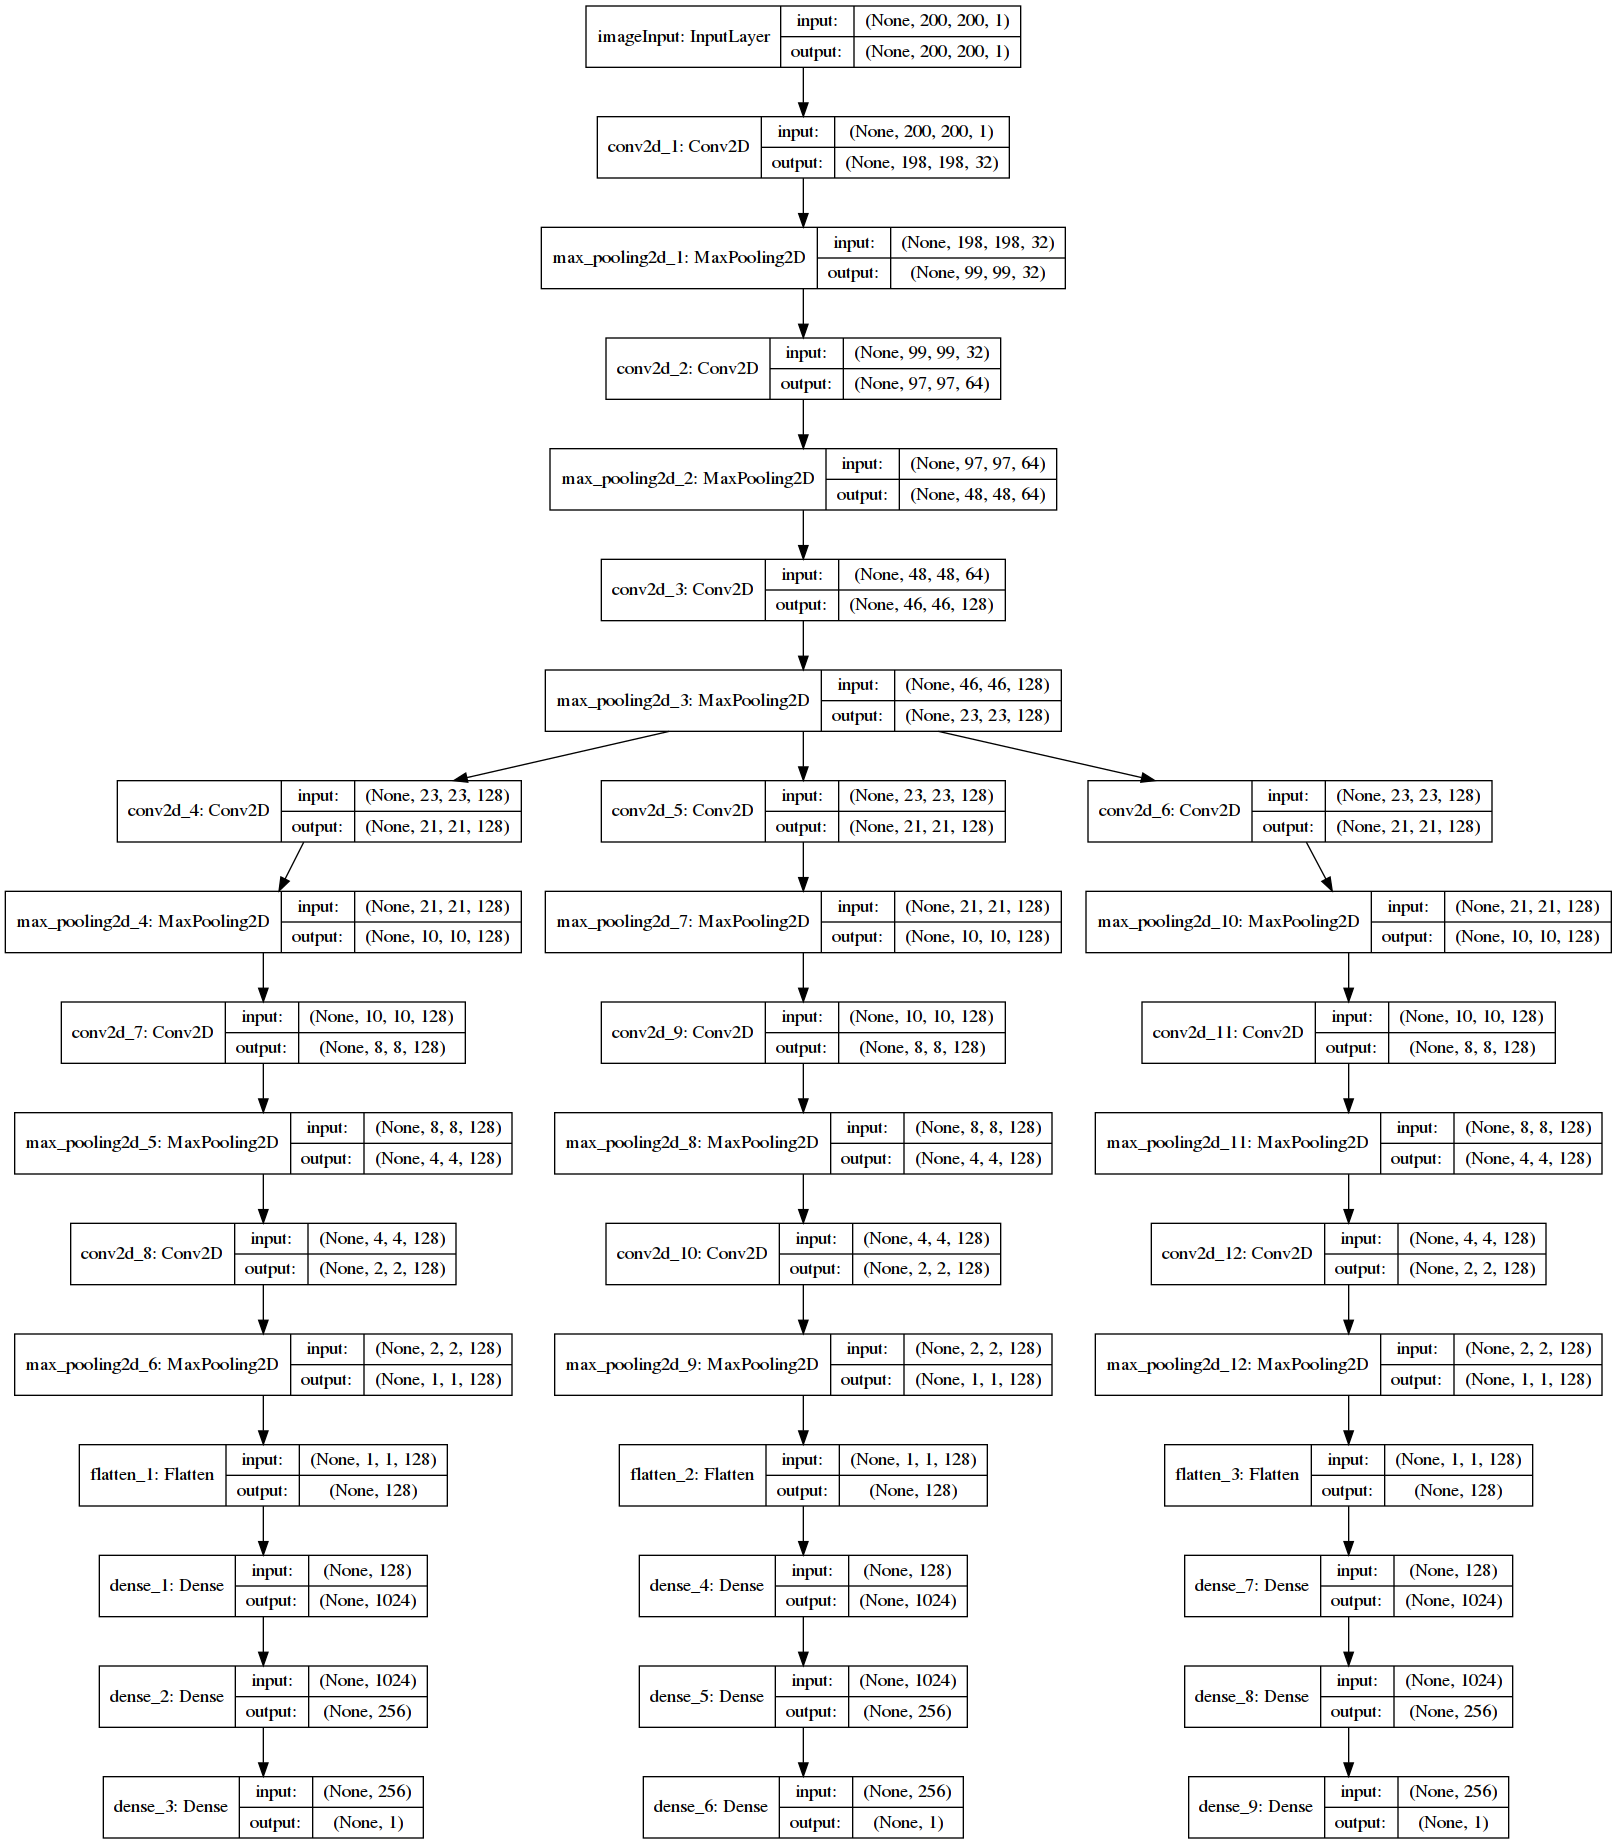 imageInput: InputLayer
input: (None, 200, 200, 1)
output: (None, 200, 200, 1)
conv2d_1: Conv2D
input: (None, 200, 200, 1)
output: (None, 198, 198, 32)
max_pooling2d_1: MaxPooling2D
input: (None, 198, 198, 32)
output: (None, 99, 99, 32)
conv2d_2: Conv2D
input: (None, 99, 99, 32)
output: (None, 97, 97, 64)
max_pooling2d_2: MaxPooling2D
input: (None, 97, 97, 64)
output: (None, 48, 48, 64)
conv2d_3: Conv2D
input: (None, 48, 48, 64)
output: (None, 46, 46, 128)
max_pooling2d_3: MaxPooling2D
input: (None, 46, 46, 128)
output: (None, 23, 23, 128)
conv2d_4: Conv2D
input: (None, 23, 23, 128)
output: (None, 21, 21, 128)
conv2d_5: Conv2D
input: (None, 23, 23, 128)
output: (None, 21, 21, 128)
conv2d_6: Conv2D
input: (None, 23, 23, 128)
output: (None, 21, 21, 128)
max_pooling2d_4: MaxPooling2D
input: (None, 21, 21, 128)
output: (None, 10, 10, 128)
max_pooling2d_7: MaxPooling2D
input: (None, 21, 21, 128)
output: (None, 10, 10, 128)
max_pooling2d_10: MaxPooling2D
input: (None, 21, 21, 128)
output: (None, 10, 10, 128)
conv2d_7: Conv2D
input: (None, 10, 10, 128)
output: (None, 8, 8, 128)
conv2d_9: Conv2D
input: (None, 10, 10, 128)
output: (None, 8, 8, 128)
conv2d_11: Conv2D
input: (None, 10, 10, 128)
output: (None, 8, 8, 128)
max_pooling2d_5: MaxPooling2D
input: (None, 8, 8, 128)
output: (None, 4, 4, 128)
max_pooling2d_8: MaxPooling2D
input: (None, 8, 8, 128)
output: (None, 4, 4, 128)
max_pooling2d_11: MaxPooling2D
input: (None, 8, 8, 128)
output: (None, 4, 4, 128)
conv2d_8: Conv2D
input: (None, 4, 4, 128)
output: (None, 2, 2, 128)
conv2d_10: Conv2D
input: (None, 4, 4, 128)
output: (None, 2, 2, 128)
conv2d_12: Conv2D
input: (None, 4, 4, 128)
output: (None, 2, 2, 128)
max_pooling2d_6: MaxPooling2D
input: (None, 2, 2, 128)
output: (None, 1, 1, 128)
max_pooling2d_9: MaxPooling2D
input: (None, 2, 2, 128)
output: (None, 1, 1, 128)
max_pooling2d_12: MaxPooling2D
input: (None, 2, 2, 128)
output: (None, 1, 1, 128)
flatten_1: Flatten
input: (None, 1, 1, 128)
output: (None, 128)
flatten_2: Flatten
input: (None, 1, 1, 128)
output: (None, 128)
flatten_3: Flatten
input: (None, 1, 1, 128)
output: (None, 128)
dense_1: Dense
input: (None, 128)
output: (None, 1024)
dense_4: Dense
input: (None, 128)
output: (None, 1024)
dense_7: Dense
input: (None, 128)
output: (None, 1024)
dense_2: Dense
input: (None, 1024)
output: (None, 256)
dense_5: Dense
input: (None, 1024)
output: (None, 256)
dense_8: Dense
input: (None, 1024)
output: (None, 256)
dense_3: Dense
input: (None, 256)
output: (None, 1)
dense_6: Dense
input: (None, 256)
output: (None, 1)
dense_9: Dense
input: (None, 256)
output: (None, 1)